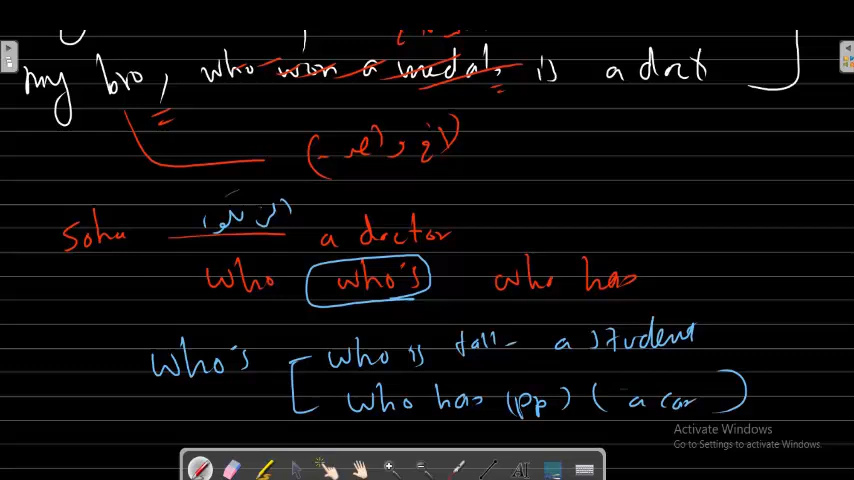 my bro, who won a medal, is a doct
Soha a doctor
who who's who has
who's who is tall - a student
who has (pp) (a car)
Activate Windows
Go to Settings to activate Windows.